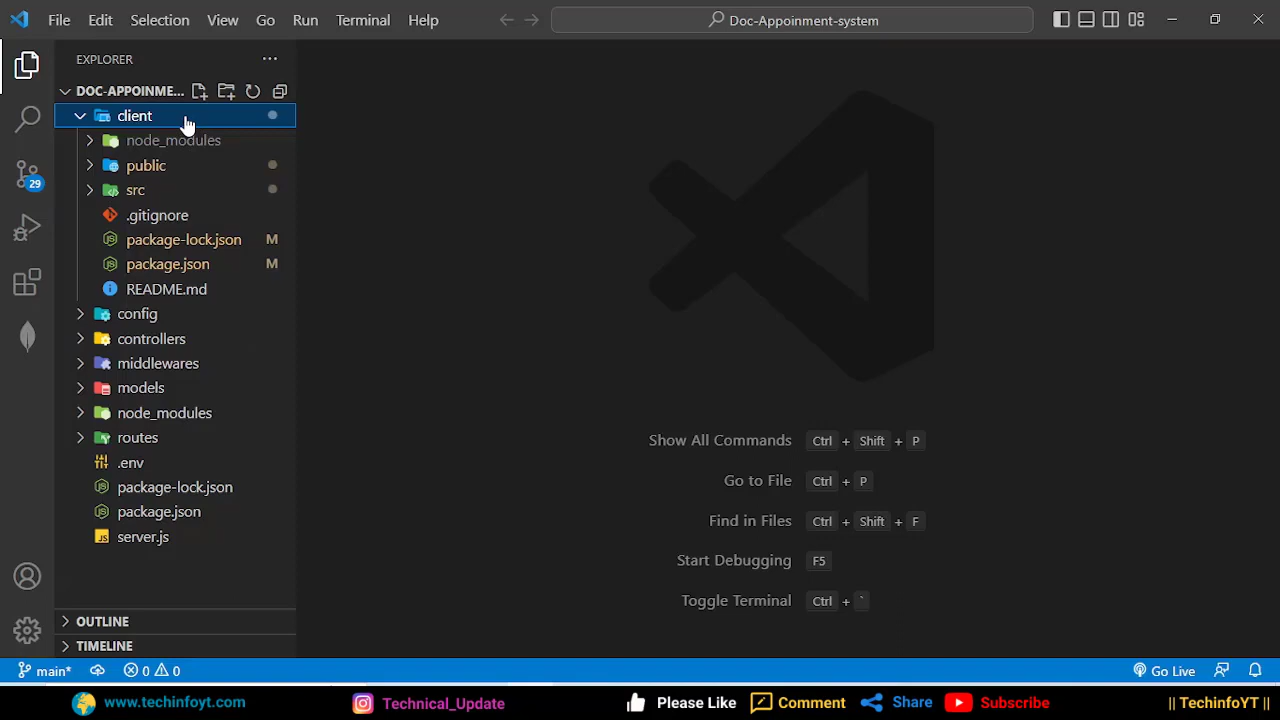 File Edit Selection View Go Run Terminal Help Doc-Appoinment-system
EXPLORER
DOC-APPOINME...
client
node_modules
public
src
.gitignore
package-lock.json M
package.json M
README.md
config
controllers
middlewares
models
node_modules
routes
.env
package-lock.json
package.json
server.js
OUTLINE
TIMELINE
29
Show All Commands Ctrl + Shift + P
Go to File Ctrl + P
Find in Files Ctrl + Shift + F
Start Debugging F5
Toggle Terminal Ctrl + `
main* 0 0 Go Live
www.techinfoyt.com Technical_Update Please Like Comment Share Subscribe || TechinfoYT ||